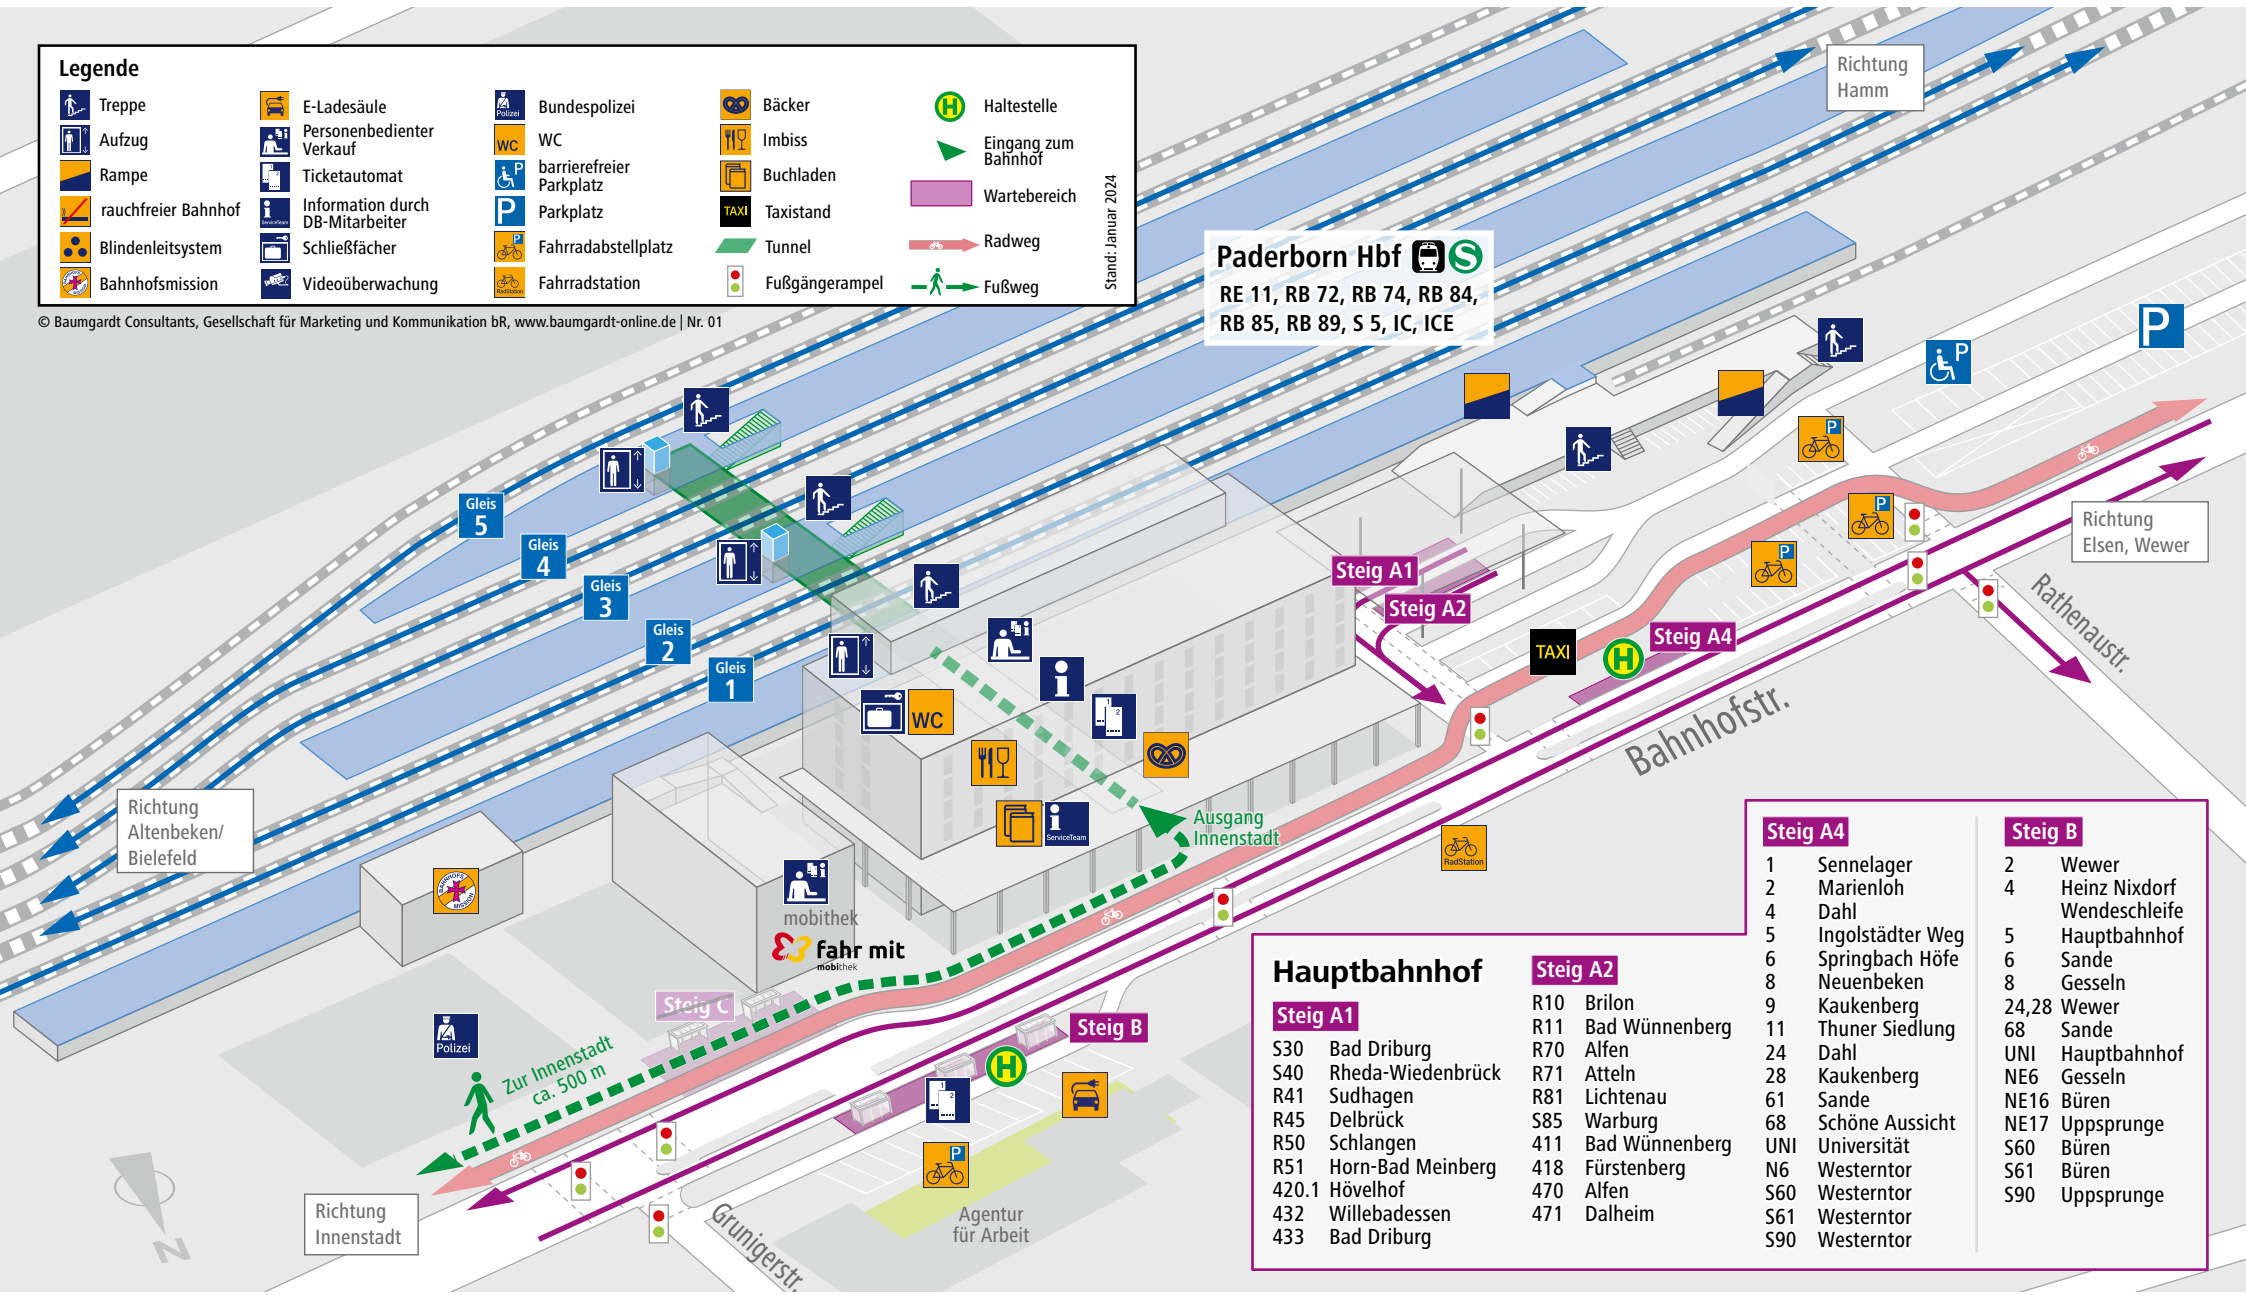 Legende
Treppe
Aufzug
Rampe
rauchfreier Bahnhof
Blindenleitsystem
Bahnhofsmission
E-Ladesäule
Personenbedienter
Verkauf
Ticketautomat
Information durch
DB-Mitarbeiter
Schließfächer
Videoüberwachung
Polizei
Bundespolizei
WC
WC
barrierefreier
Parkplatz
P
Parkplatz
Fahrradabstellplatz
RadStation
Fahrradstation
Bäcker
Imbiss
Buchladen
TAXI
Taxistand
Tunnel
Fußgängerampel
H
Haltestelle
Eingang zum
Bahnhof
Wartebereich
Radweg
Fußweg
Stand: Januar 2024
© Baumgardt Consultants, Gesellschaft für Marketing und Kommunikation bR, www.baumgardt-online.de | Nr. 01
Richtung
Hamm
Paderborn Hbf S
RE 11, RB 72, RB 74, RB 84,
RB 85, RB 89, S 5, IC, ICE
P
P
Gleis
5
Gleis
4
Gleis
3
Gleis
2
Gleis
1
Richtung
Elsen, Wewer
Rathenaustr.
Steig A1
Steig A2
TAXI
H
Steig A4
Bahnhofstr.
WC
ServiceTeam
Ausgang
Innenstadt
RadStation
Richtung
Altenbeken/
Bielefeld
BAHNHOFS
MISSION
mobithek
fahr mit
mobithek
Steig C
Steig B
H
Polizei
Zur Innenstadt
ca. 500 m
Richtung
Innenstadt
N
Grunigerstr.
Agentur
für Arbeit
Hauptbahnhof
Steig A1
S30 Bad Driburg
S40 Rheda-Wiedenbrück
R41 Sudhagen
R45 Delbrück
R50 Schlangen
R51 Horn-Bad Meinberg
420.1 Hövelhof
432 Willebadessen
433 Bad Driburg
Steig A2
R10 Brilon
R11 Bad Wünnenberg
R70 Alfen
R71 Atteln
R81 Lichtenau
S85 Warburg
411 Bad Wünnenberg
418 Fürstenberg
470 Alfen
471 Dalheim
Steig A4
1 Sennelager
2 Marienloh
4 Dahl
5 Ingolstädter Weg
6 Springbach Höfe
8 Neuenbeken
9 Kaukenberg
11 Thuner Siedlung
24 Dahl
28 Kaukenberg
61 Sande
68 Schöne Aussicht
UNI Universität
N6 Westerntor
S60 Westerntor
S61 Westerntor
S90 Westerntor
Steig B
2 Wewer
4 Heinz Nixdorf
Wendeschleife
5 Hauptbahnhof
6 Sande
8 Gesseln
24,28 Wewer
68 Sande
UNI Hauptbahnhof
NE6 Gesseln
NE16 Büren
NE17 Uppsprunge
S60 Büren
S61 Büren
S90 Uppsprunge